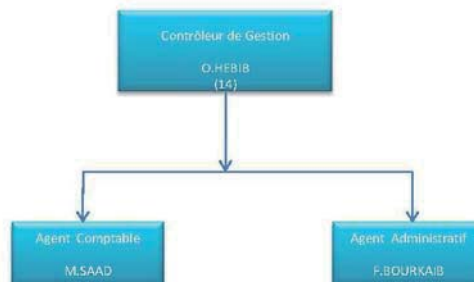 Contrôleur de Gestion
O.HEBIB
(14)
Agent Comptable
M.SAAD
Agent Administratif
F.BOURKAIB